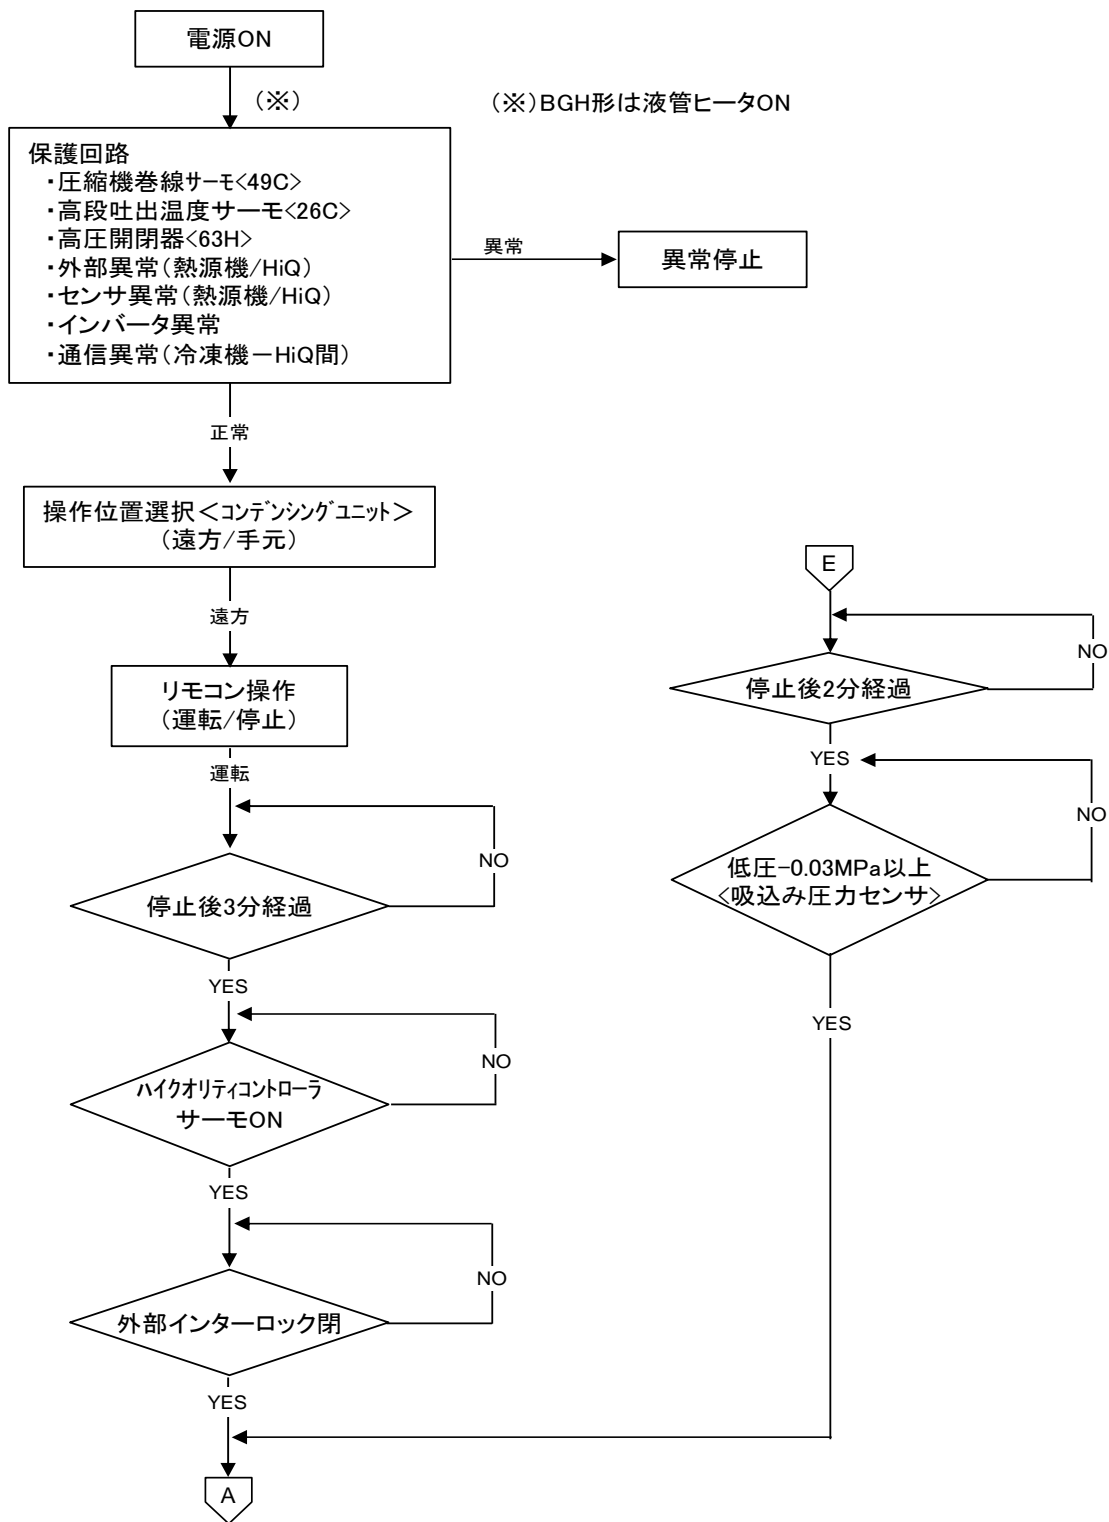 電源ON
(※)
(※)BGH形は液管ヒータON
保護回路
・圧縮機巻線サーモ<49C>
・高段吐出温度サーモ<26C>
・高圧開閉器<63H>
・外部異常(熱源機/HiQ)
・センサ異常(熱源機/HiQ)
・インバータ異常
・通信異常(冷凍機－HiQ間)
異常
異常停止
正常
操作位置選択＜コンデンシングユニット＞
(遠方/手元)
遠方
リモコン操作
(運転/停止)
運転
NO
停止後3分経過
YES
NO
ハイクオリティコントローラ
サーモON
YES
NO
外部インターロック閉
YES
A
E
NO
停止後2分経過
YES
NO
低圧-0.03MPa以上
<吸込み圧力センサ>
YES